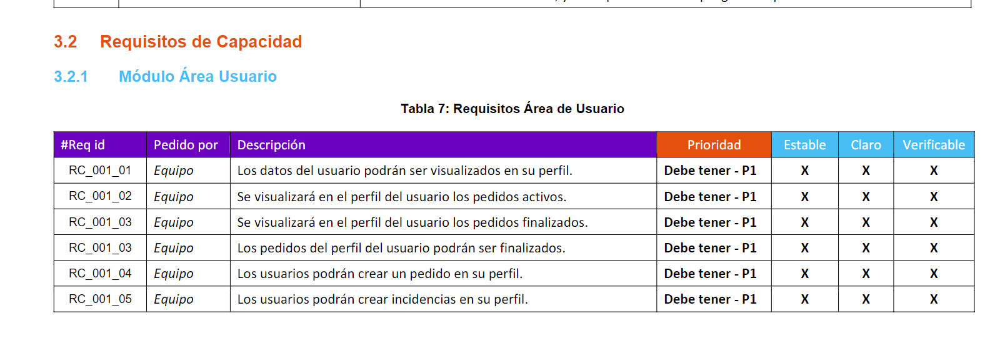 3.2 Requisitos de Capacidad
3.2.1 Módulo Área Usuario
Tabla 7: Requisitos Área de Usuario
#Req id Pedido por Descripción Prioridad Estable Claro Verificable
RC_001_01 Equipo Los datos del usuario podrán ser visualizados en su perfil. Debe tener - P1 X X X
RC_001_02 Equipo Se visualizará en el perfil del usuario los pedidos activos. Debe tener - P1 X X X
RC_001_03 Equipo Se visualizará en el perfil del usuario los pedidos finalizados. Debe tener - P1 X X X
RC_001_03 Equipo Los pedidos del perfil del usuario podrán ser finalizados. Debe tener - P1 X X X
RC_001_04 Equipo Los usuarios podrán crear un pedido en su perfil. Debe tener - P1 X X X
RC_001_05 Equipo Los usuarios podrán crear incidencias en su perfil. Debe tener - P1 X X X